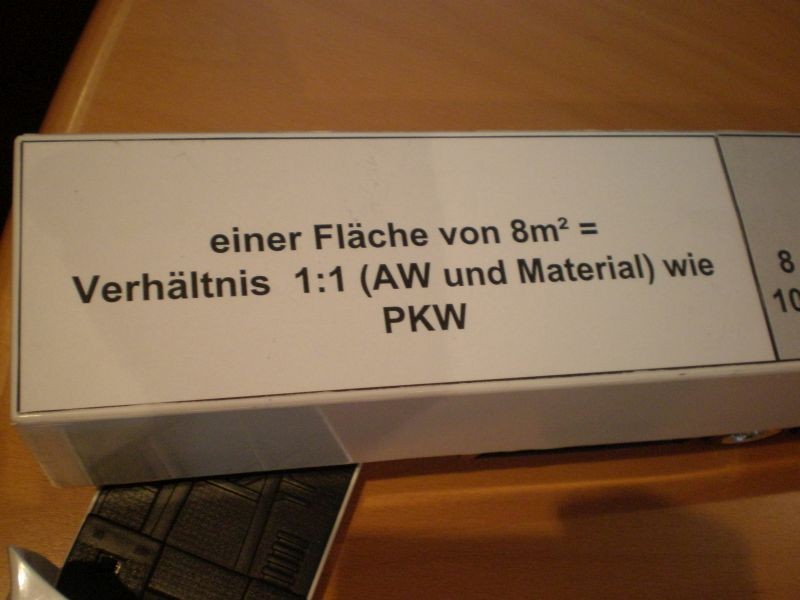 einer Fläche von 8m² =
Verhältnis 1:1 (AW und Material) wie
PKW
8
10